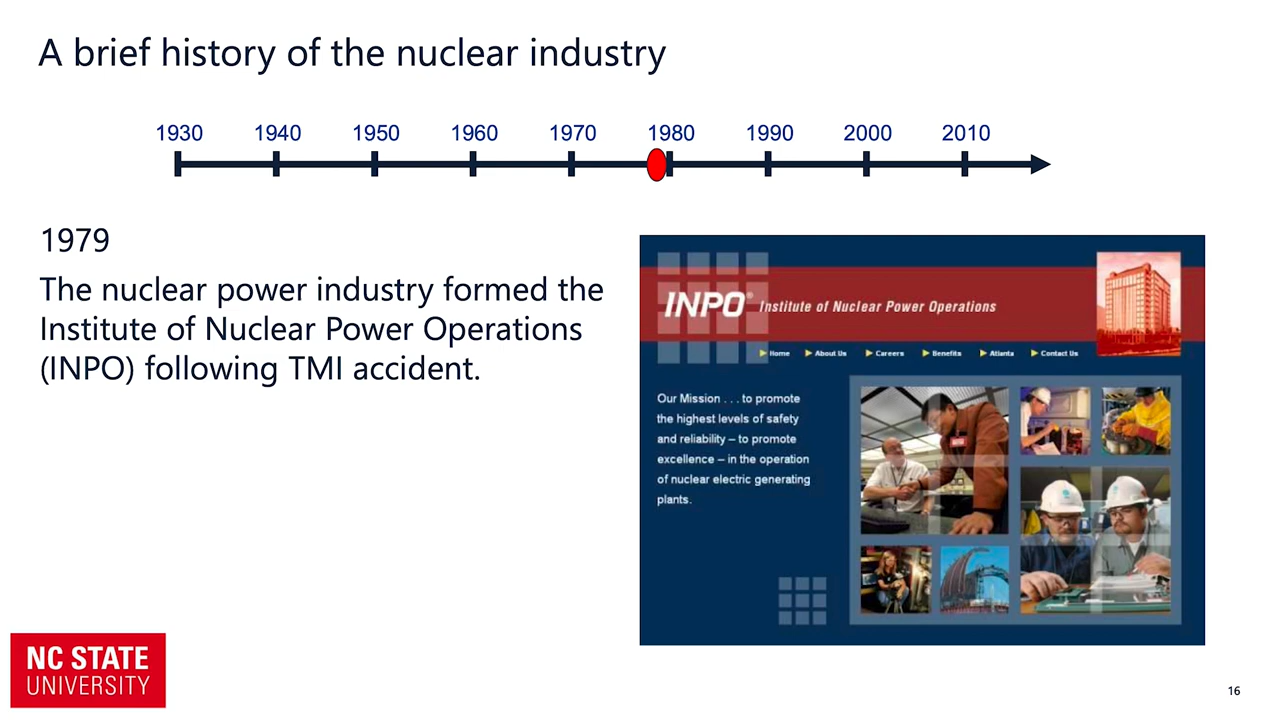 A brief history of the nuclear industry
1930 1940 1950 1960 1970 1980 1990 2000 2010
1979
The nuclear power industry formed the
Institute of Nuclear Power Operations
(INPO) following TMI accident.
INPO® Institute of Nuclear Power Operations
Home About Us Careers Benefits Atlanta Contact Us
Our Mission . . . to promote
the highest levels of safety
and reliability – to promote
excellence – in the operation
of nuclear electric generating
plants.
NC STATE
UNIVERSITY
16